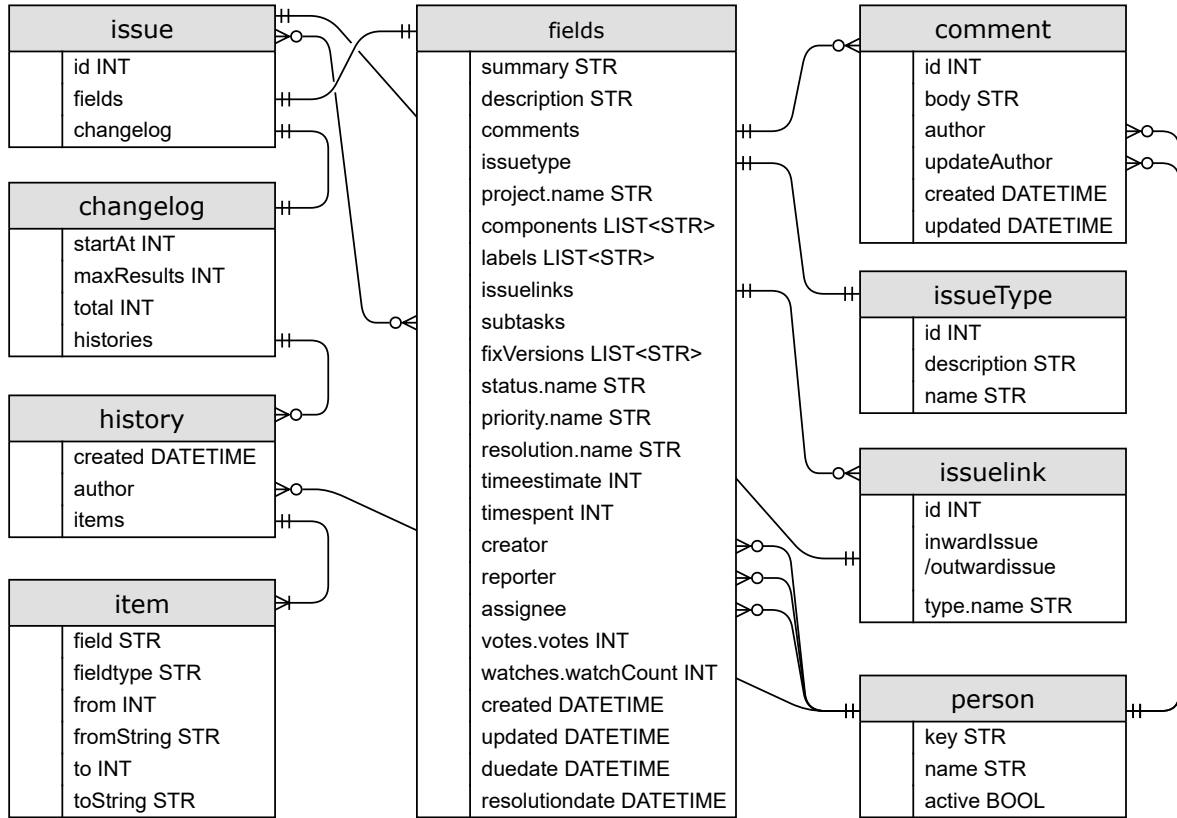 issue
id INT
fields
changelog
changelog
startAt INT
maxResults INT
total INT
histories
history
created DATETIME
author
items
item
field STR
fieldtype STR
from INT
fromString STR
to INT
toString STR
fields
summary STR
description STR
comments
issuetype
project.name STR
components LIST<STR>
labels LIST<STR>
issuelinks
subtasks
fixVersions LIST<STR>
status.name STR
priority.name STR
resolution.name STR
timeestimate INT
timespent INT
creator
reporter
assignee
votes.votes INT
watches.watchCount INT
created DATETIME
updated DATETIME
duedate DATETIME
resolutiondate DATETIME
comment
id INT
body STR
author
updateAuthor
created DATETIME
updated DATETIME
issueType
id INT
description STR
name STR
issuelink
id INT
inwardIssue
/outwardissue
type.name STR
person
key STR
name STR
active BOOL